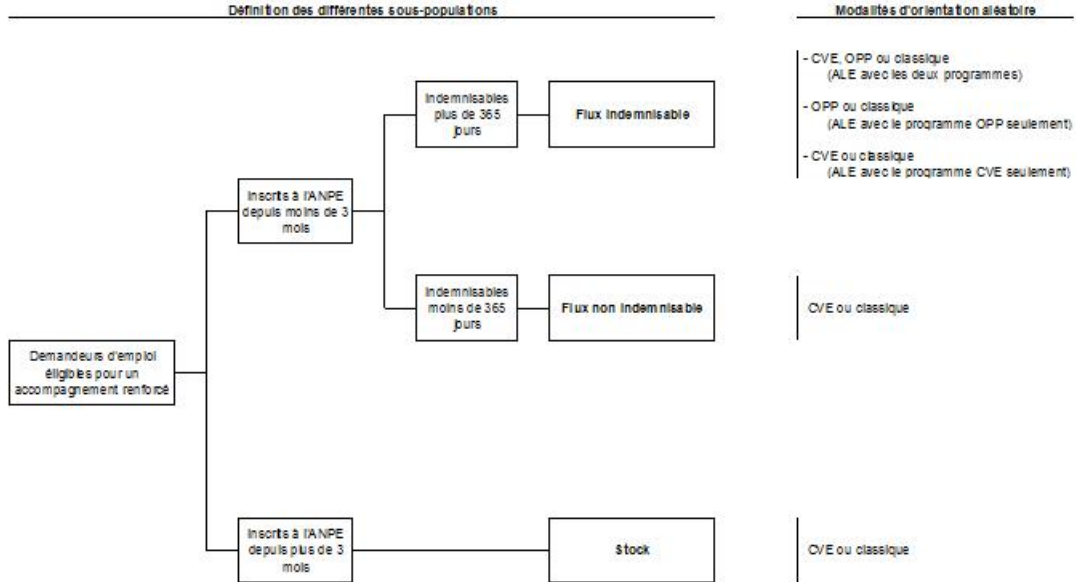 Définition des différentes sous-populations
Modalités d'orientation aléatoire
Indemnisables
plus de 365
jours
Flux indemnisable
- CVE, OPP ou classique
(ALE avec les deux programmes)
- OPP ou classique
(ALE avec le programme OPP seulement)
- CVE ou classique
(ALE avec le programme CVE seulement)
Inscrits à l'ANPE
depuis moins de 3
mois
Indemnisables
moins de 365
jours
Flux non indemnisable
CVE ou classique
Demandeurs d'emploi
éligibles pour un
accompagnement renforcé
Inscrits à l'ANPE
depuis plus de 3
mois
Stock
CVE ou classique